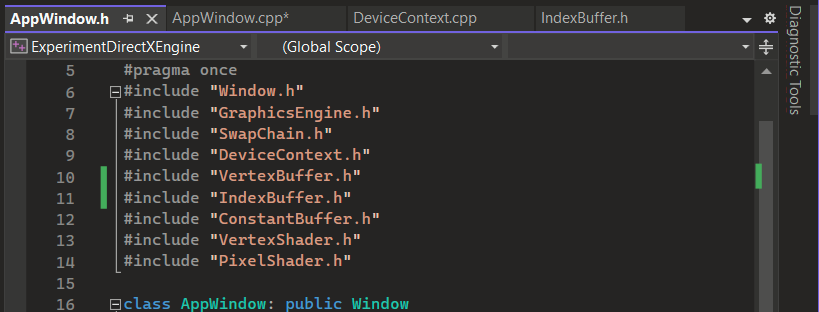 AppWindow.h AppWindow.cpp* DeviceContext.cpp IndexBuffer.h
ExperimentDirectXEngine (Global Scope)
5 #pragma once
6 #include "Window.h"
7 #include "GraphicsEngine.h"
8 #include "SwapChain.h"
9 #include "DeviceContext.h"
10 #include "VertexBuffer.h"
11 #include "IndexBuffer.h"
12 #include "ConstantBuffer.h"
13 #include "VertexShader.h"
14 #include "PixelShader.h"
15
16 class AppWindow: public Window
Diagnostic Tools